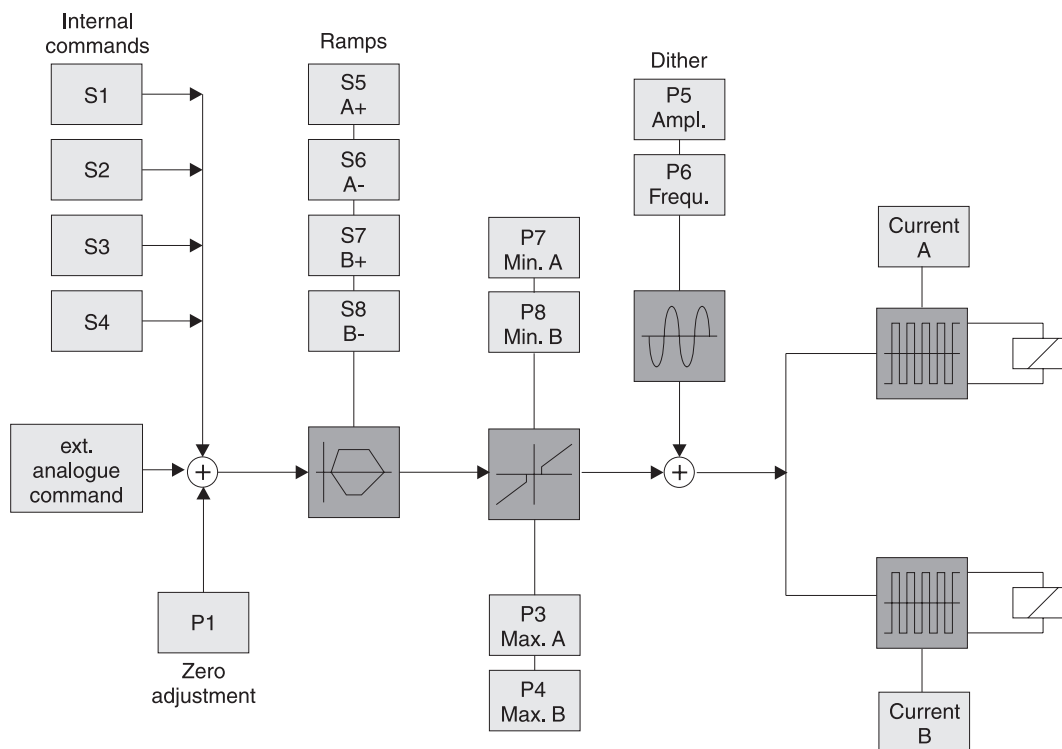 Internal
commands
S1
S2
S3
S4
ext.
analogue
command
+
P1
Zero
adjustment
Ramps
S5
A+
S6
A-
S7
B+
S8
B-
P7
Min. A
P8
Min. B
P3
Max. A
P4
Max. B
Dither
P5
Ampl.
P6
Frequ.
+
Current
A
Current
B